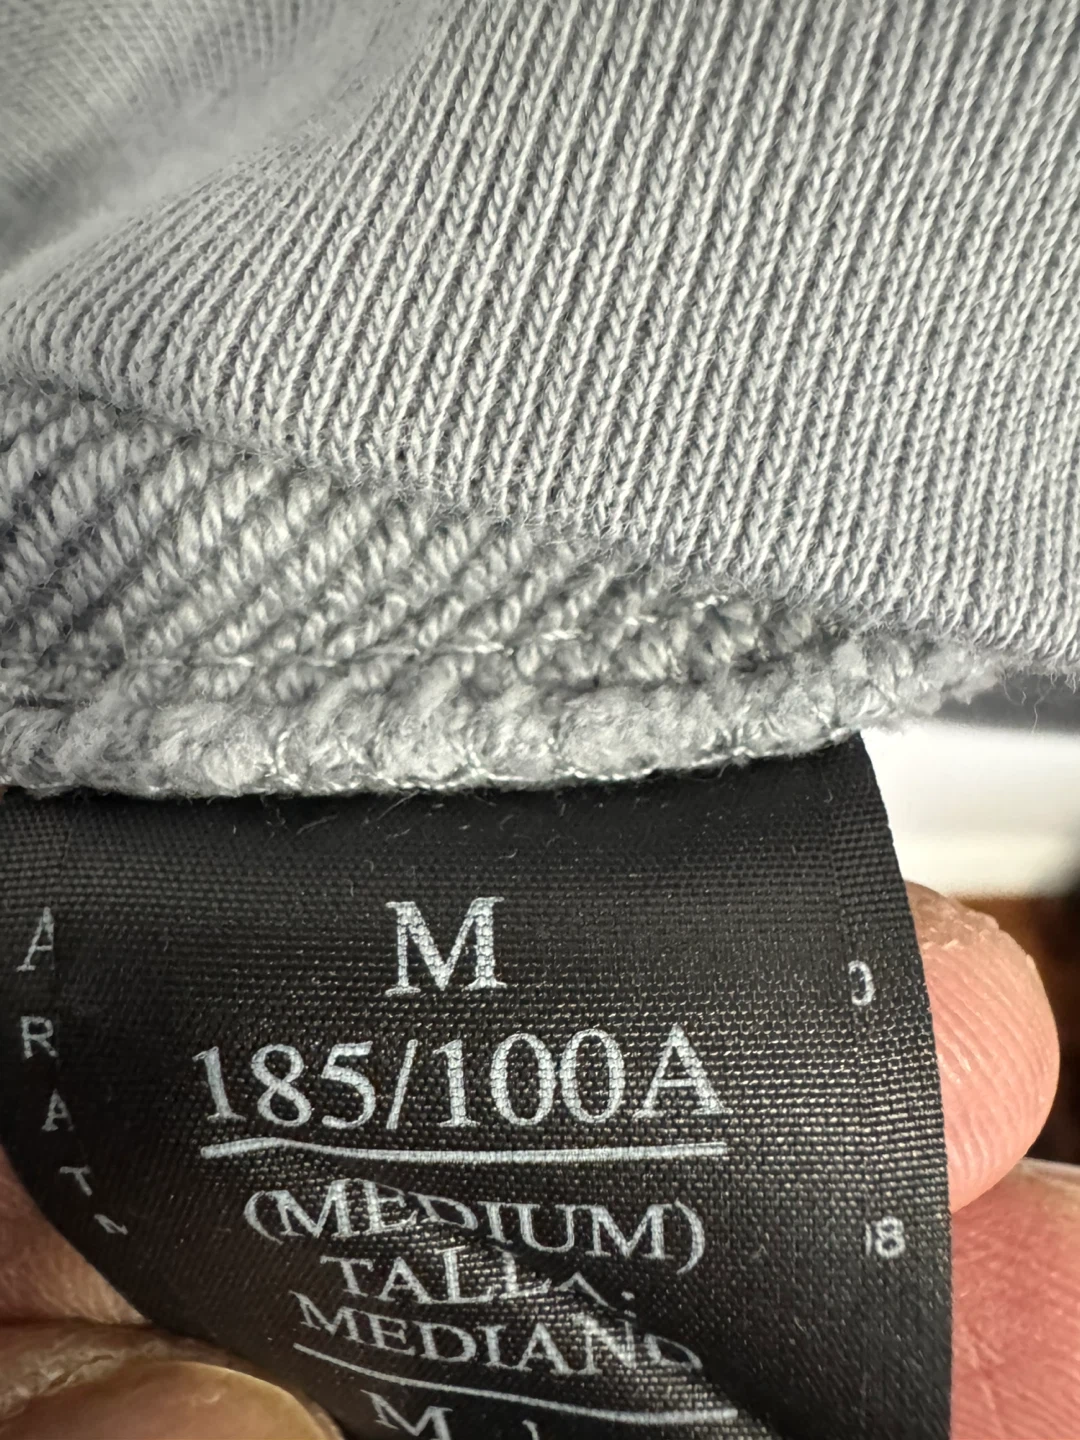 M
185/100A
(MEDIUM)
TALLA:
MEDIANO
M